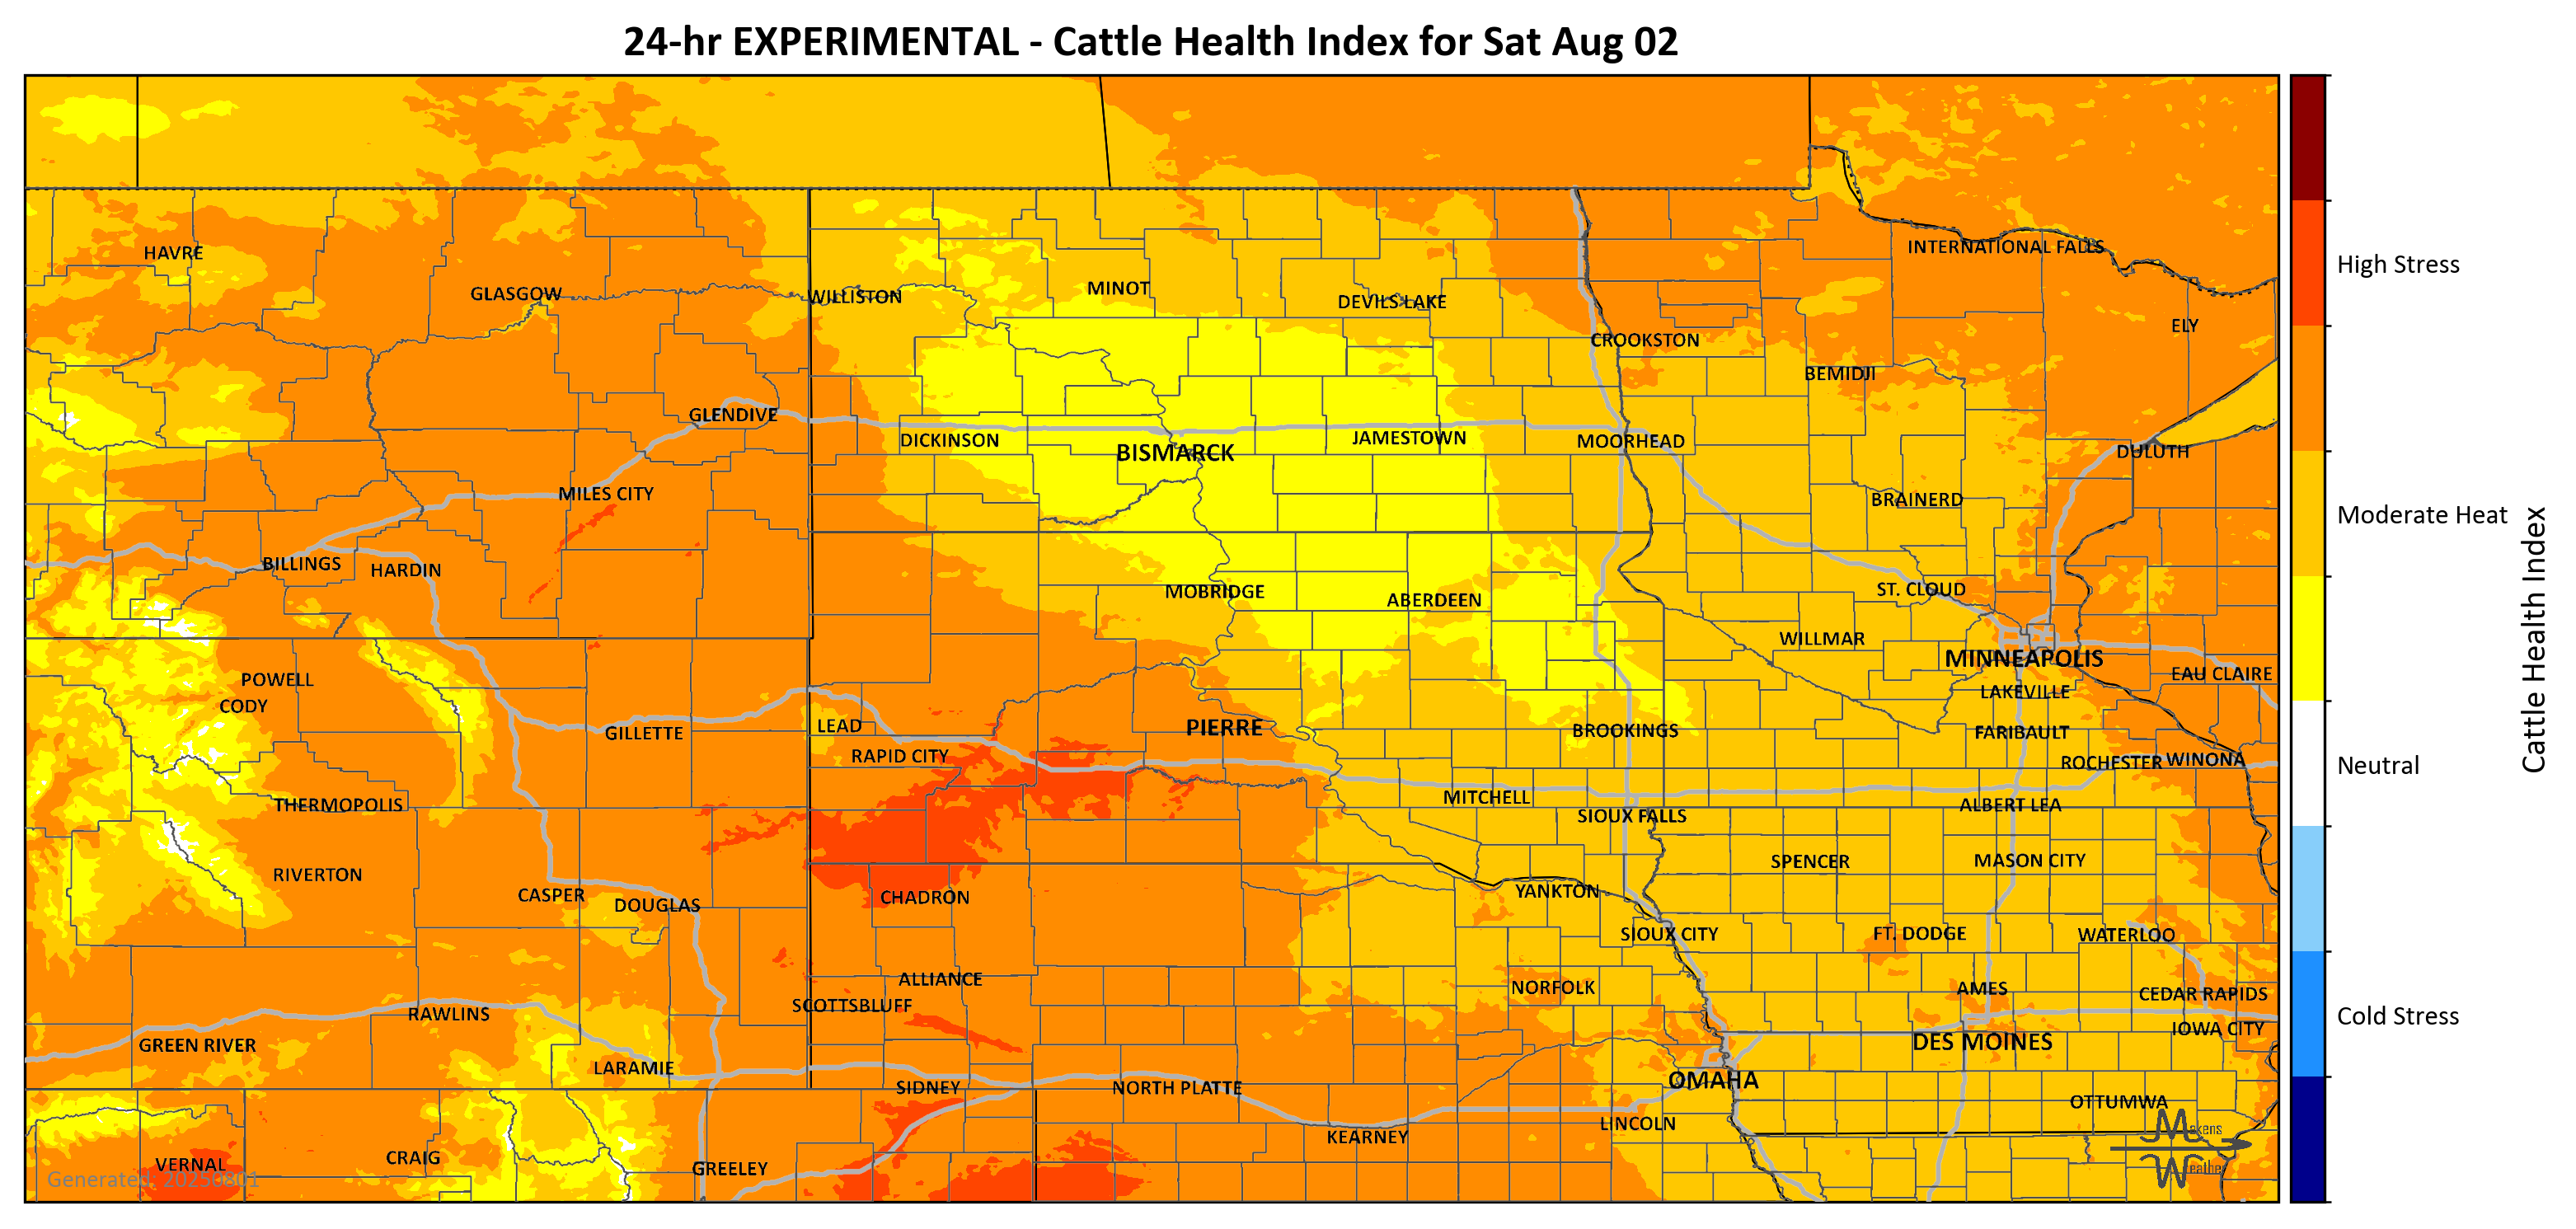 24-hr EXPERIMENTAL - Cattle Health Index for Sat Aug 02
HAVRE
INTERNATIONAL FALLS
GLASGOW
WILLISTON
MINOT
DEVILS LAKE
ELY
CROOKSTON
BEMIDJI
GLENDIVE
DICKINSON
BISMARCK
JAMESTOWN
MOORHEAD
DULUTH
MILES CITY
BRAINERD
BILLINGS
HARDIN
MOBRIDGE
ABERDEEN
ST. CLOUD
WILLMAR
MINNEAPOLIS
POWELL
EAU CLAIRE
CODY
LAKEVILLE
GILLETTE
LEAD
PIERRE
BROOKINGS
FARIBAULT
RAPID CITY
ROCHESTER
WINONA
THERMOPOLIS
MITCHELL
ALBERT LEA
SIOUX FALLS
SPENCER
MASON CITY
RIVERTON
CASPER
DOUGLAS
CHADRON
YANKTON
SIOUX CITY
FT. DODGE
WATERLOO
ALLIANCE
NORFOLK
AMES
CEDAR RAPIDS
SCOTTSBLUFF
RAWLINS
IOWA CITY
GREEN RIVER
DES MOINES
LARAMIE
SIDNEY
NORTH PLATTE
OMAHA
OTTUMWA
LINCOLN
KEARNEY
VERNAL
CRAIG
GREELEY
Generated: 20250801
Makens
Weather
High Stress
Moderate Heat
Neutral
Cold Stress
Cattle Health Index